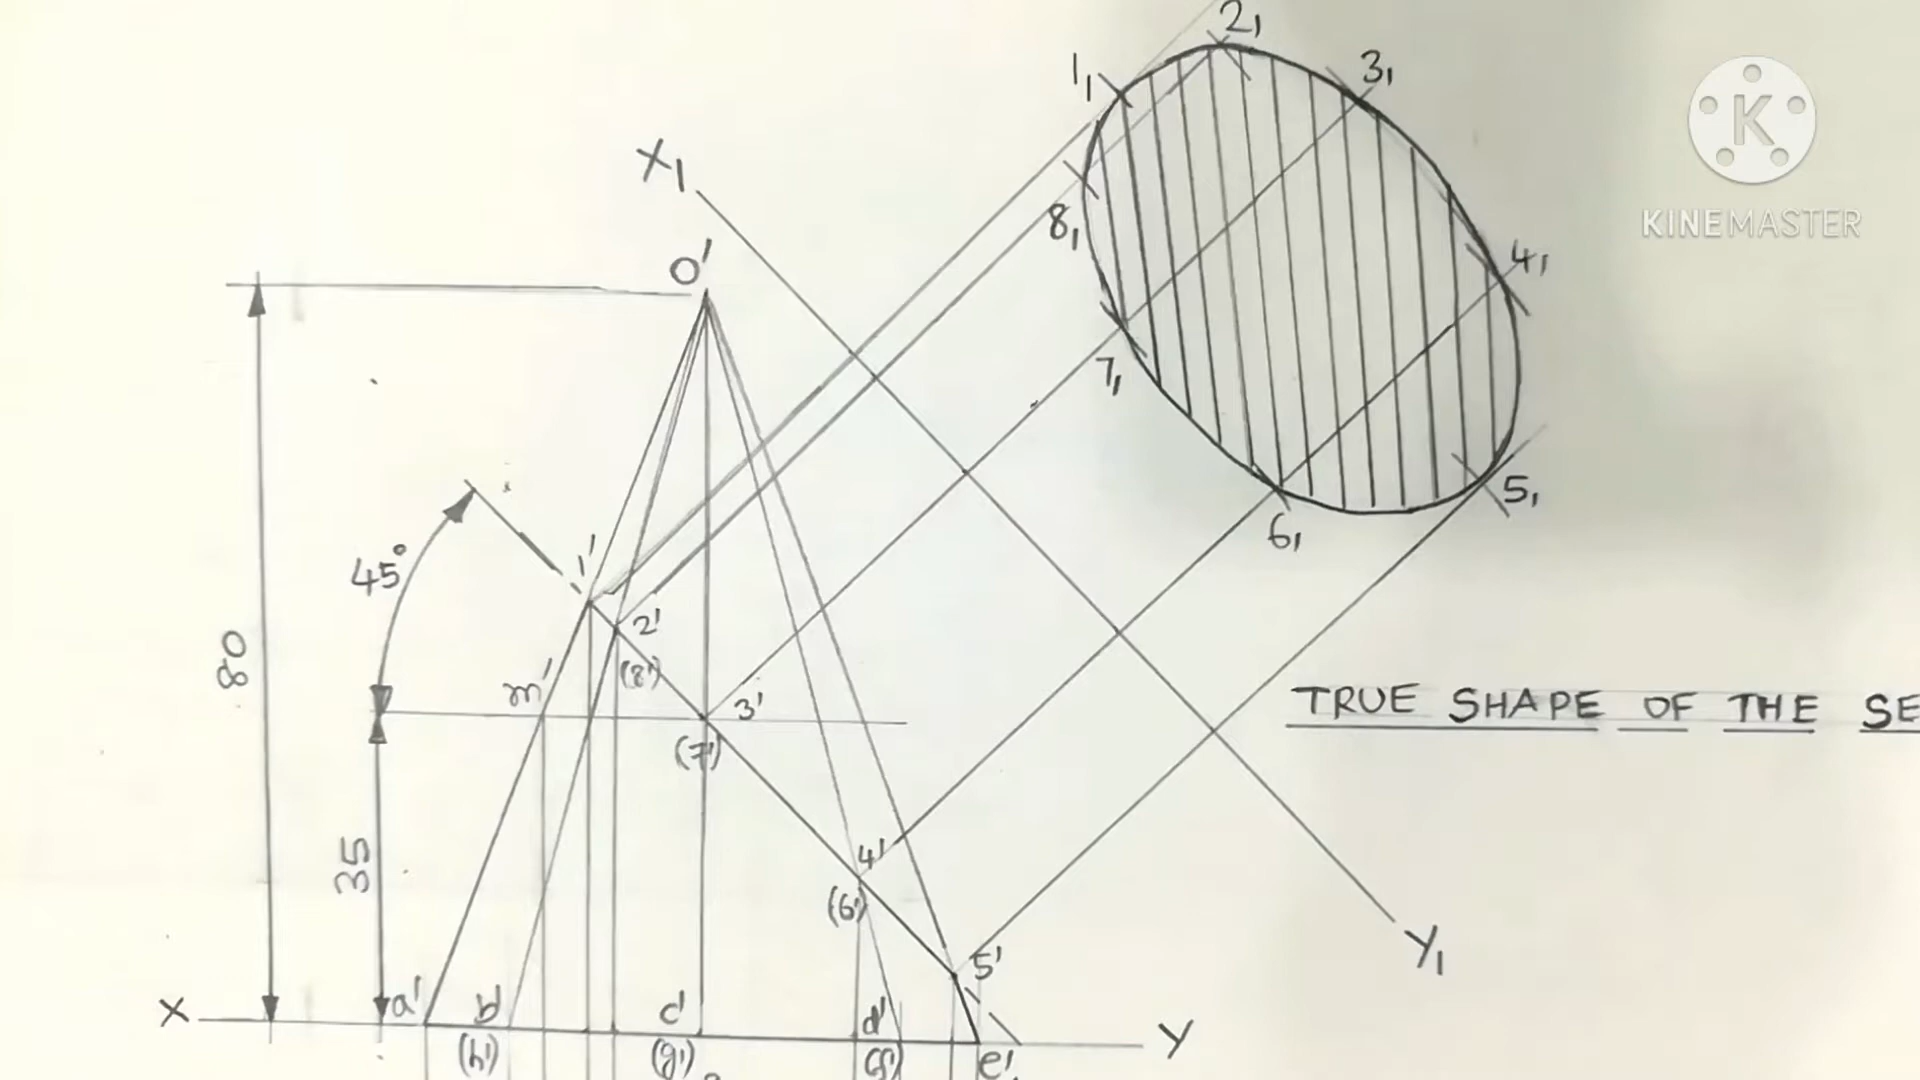 2₁
1₁
3₁
K
KINEMASTER
X₁
8₁
4₁
O'
7₁
5₁
6₁
45°
1'
2'
(8')
80
m'
3'
(7')
TRUE SHAPE OF THE SE
35
4'
(6')
5'
Y₁
X
a'
b'
c'
d'
Y
(h')
(g')
(f')
e'